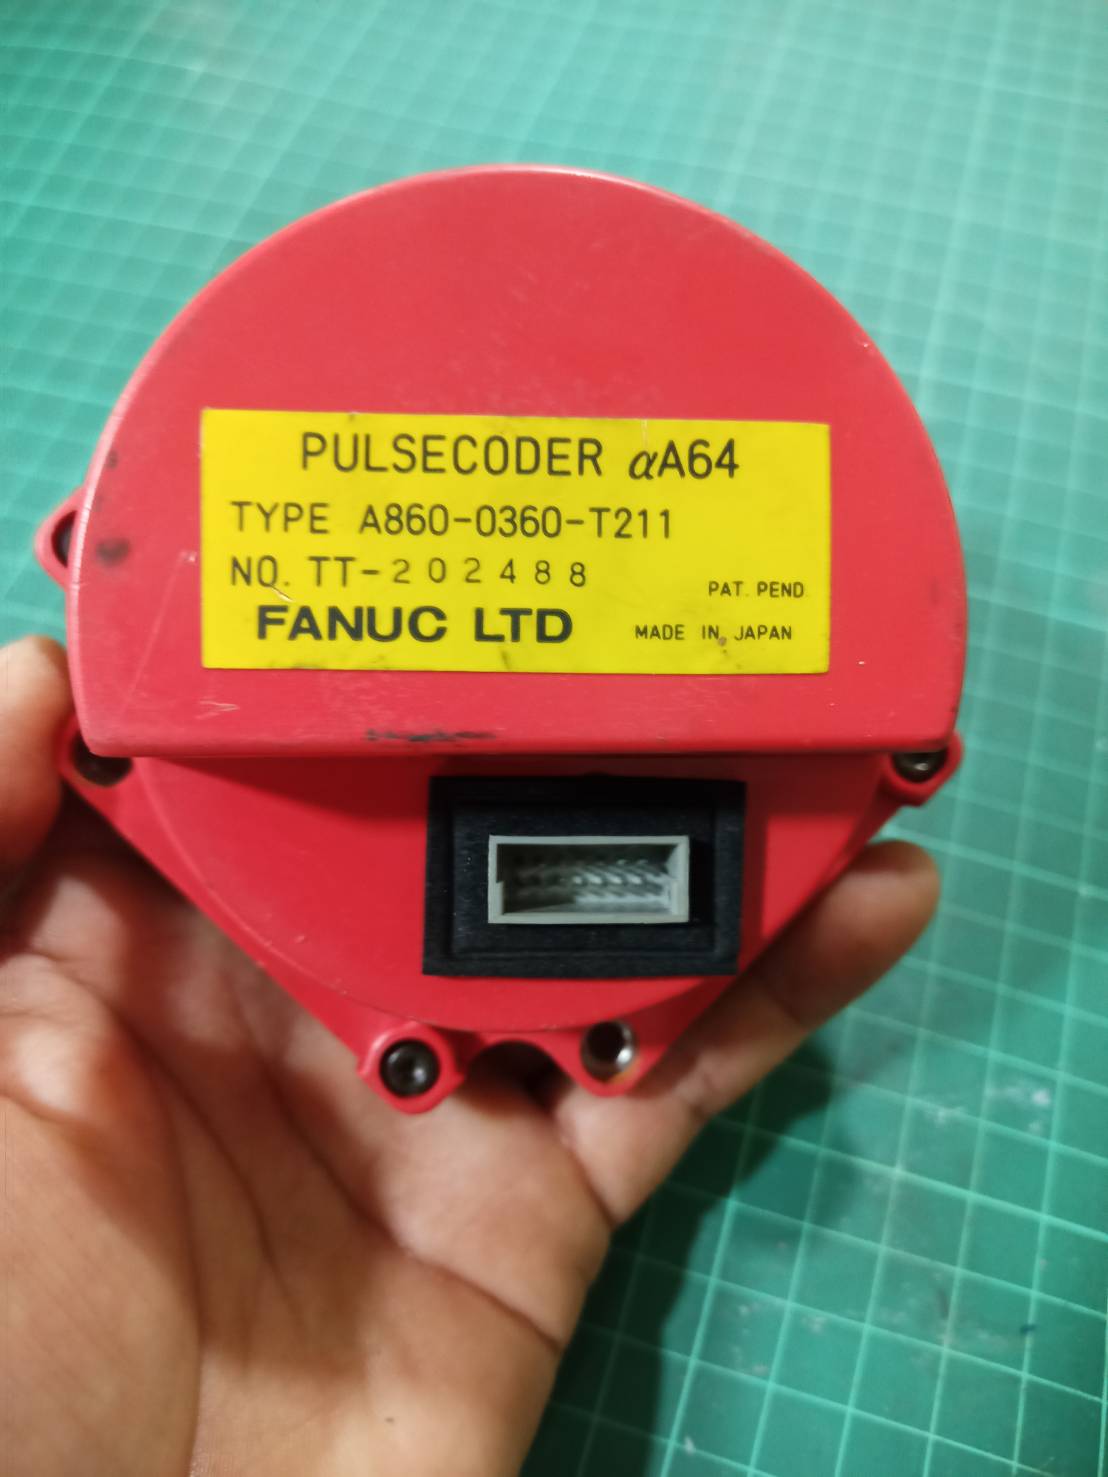 PULSECODER αA64
TYPE A860-0360-T211
NO. TT-202488
PAT. PEND
FANUC LTD
MADE IN JAPAN